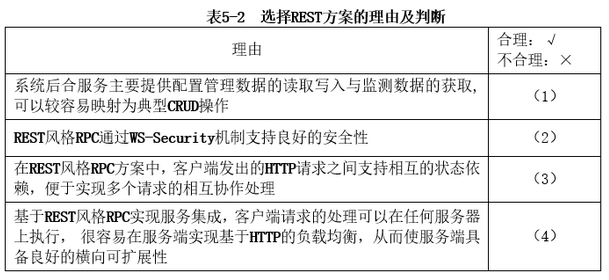 表5-2 选择REST方案的理由及判断
理由
合理：√
不合理：×
系统后合服务主要提供配置管理数据的读取写入与监测数据的获取，
可以较容易映射为典型CRUD操作
（1）
REST风格RPC通过WS-Security机制支持良好的安全性
（2）
在REST风格RPC方案中，客户端发出的HTTP请求之间支持相互的状态依
赖，便于实现多个请求的相互协作处理
（3）
基于REST风格RPC实现服务集成，客户端请求的处理可以在任何服务器
上执行， 很容易在服务端实现基于HTTP的负载均衡，从而使服务端具
备良好的横向可扩展性
（4）